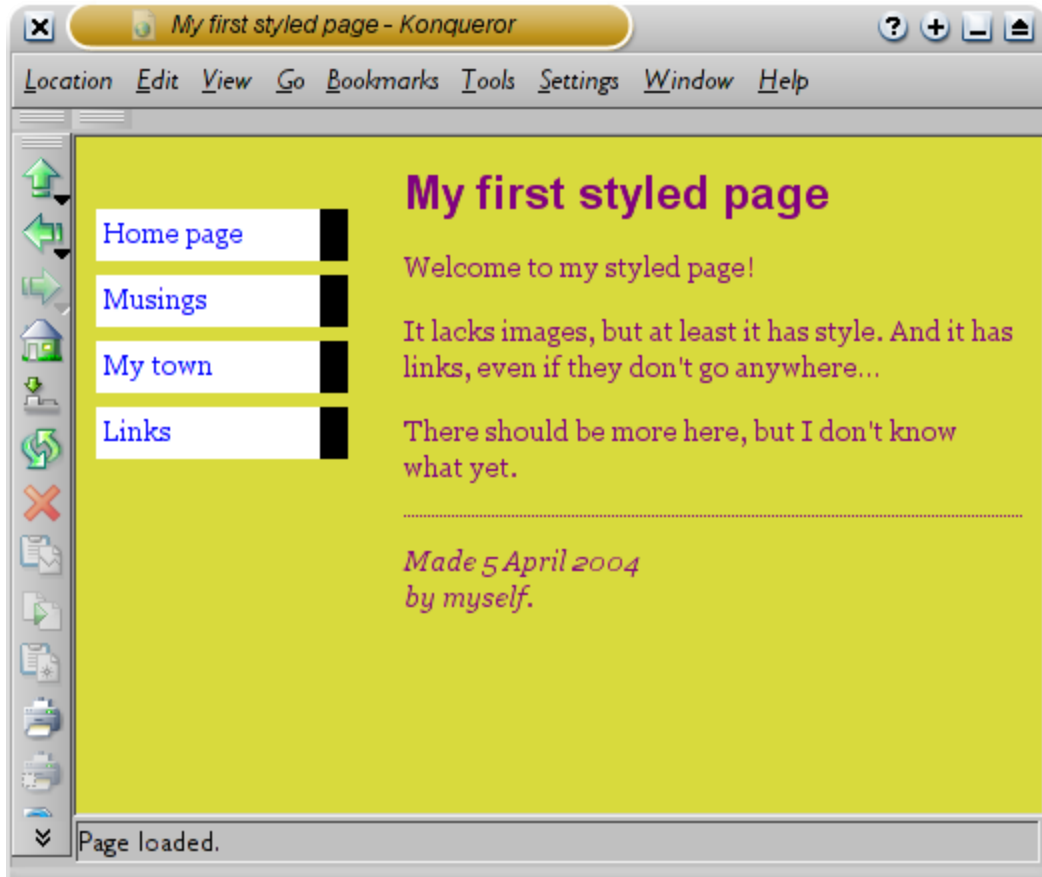 My first styled page - Konqueror
Location Edit View Go Bookmarks Tools Settings Window Help
Home page
Musings
My town
Links
My first styled page
Welcome to my styled page!
It lacks images, but at least it has style. And it has
links, even if they don't go anywhere...
There should be more here, but I don't know
what yet.
Made 5 April 2004
by myself.
Page loaded.